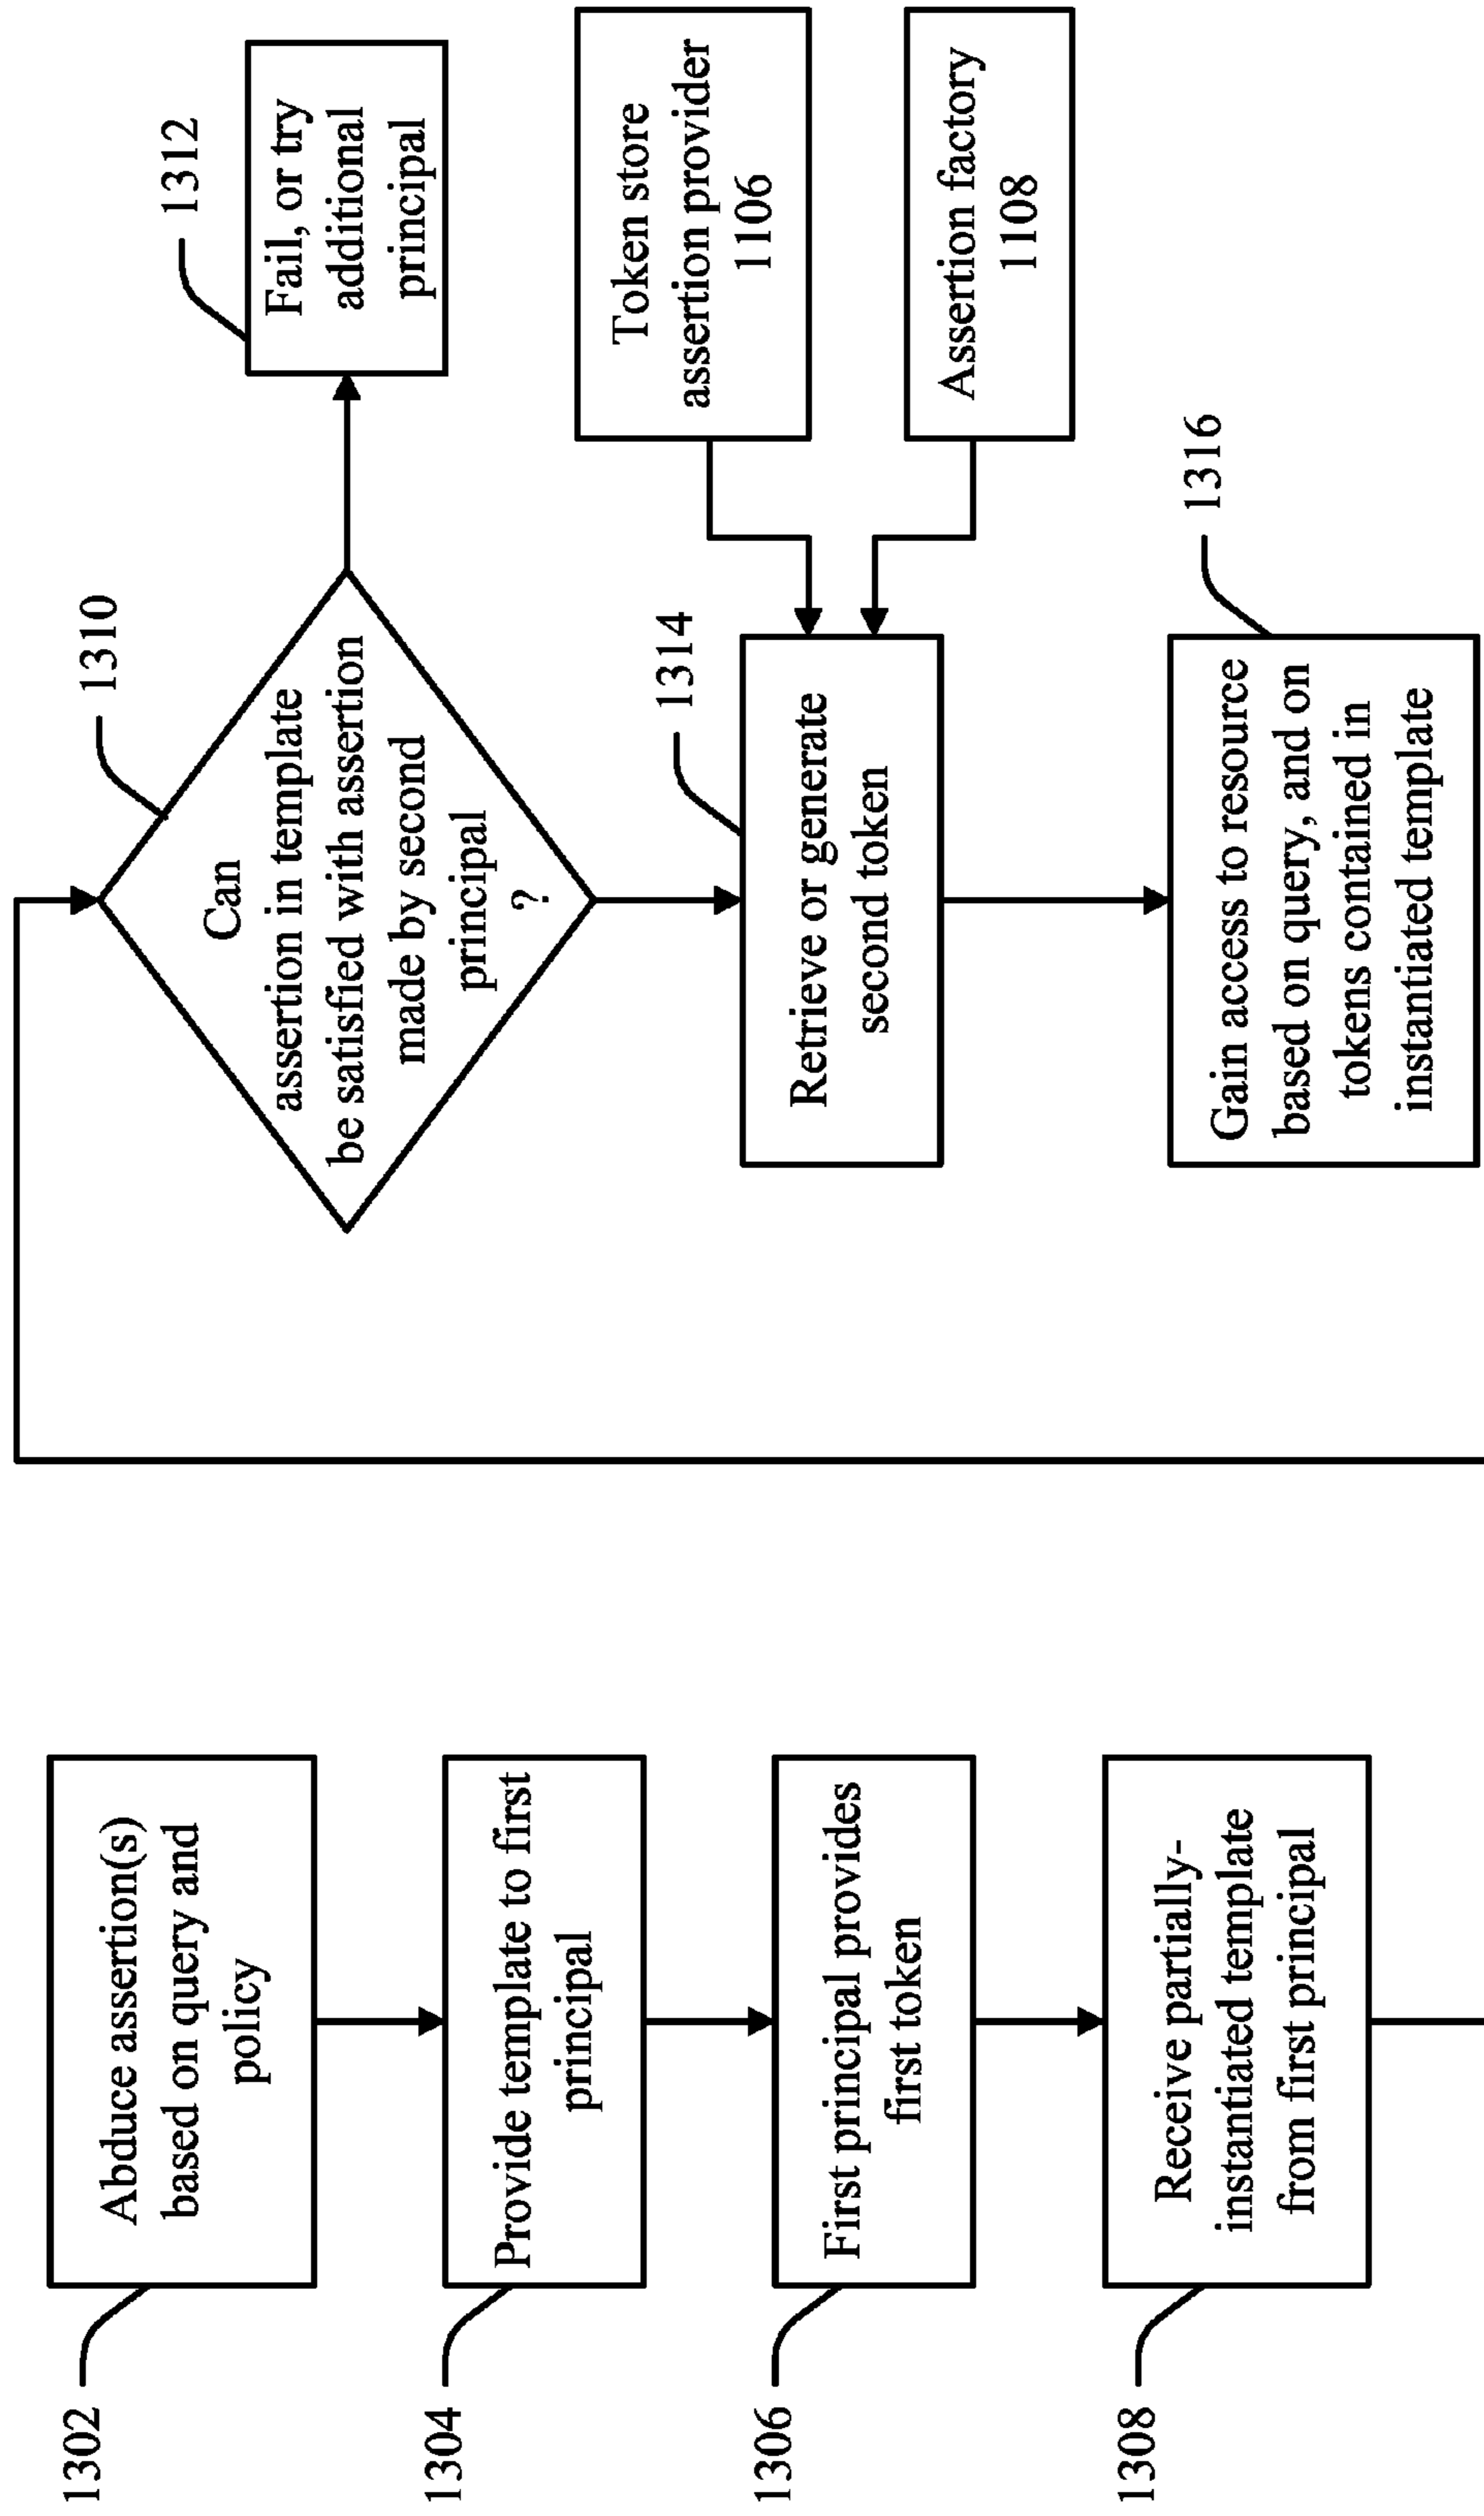 1302
Abduce assertion(s)
based on query and
policy
1304
Provide template to first
principal
1306
First principal provides
first token
1308
Receive partially-
instantiated template
from first principal
1310
Can
assertion in template
be satisfied with assertion
made by second
principal
?
1312
Fail, or try
additional
principal
1314
Retrieve or generate
second token
Token store
assertion provider
1106
Assertion factory
1108
1316
Gain access to resource
based on query, and on
tokens contained in
instantiated template